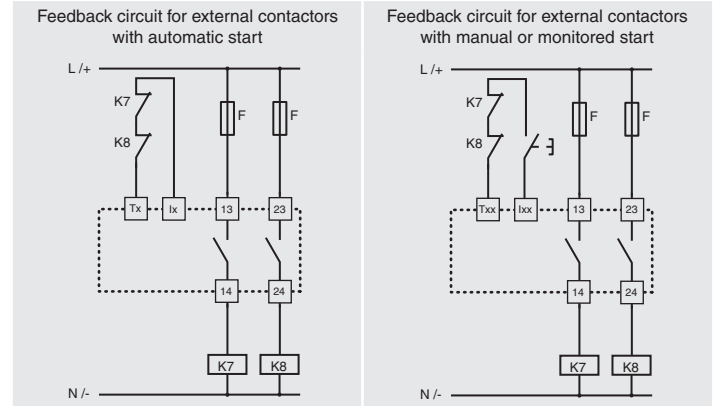 Feedback circuit for external contactors
with automatic start
L /+
K7
F
F
K8
Tx
Ix
13
23
14
24
K7
K8
N /-
Feedback circuit for external contactors
with manual or monitored start
L /+
K7
F
F
K8
Txx
Ixx
13
23
14
24
K7
K8
N /-